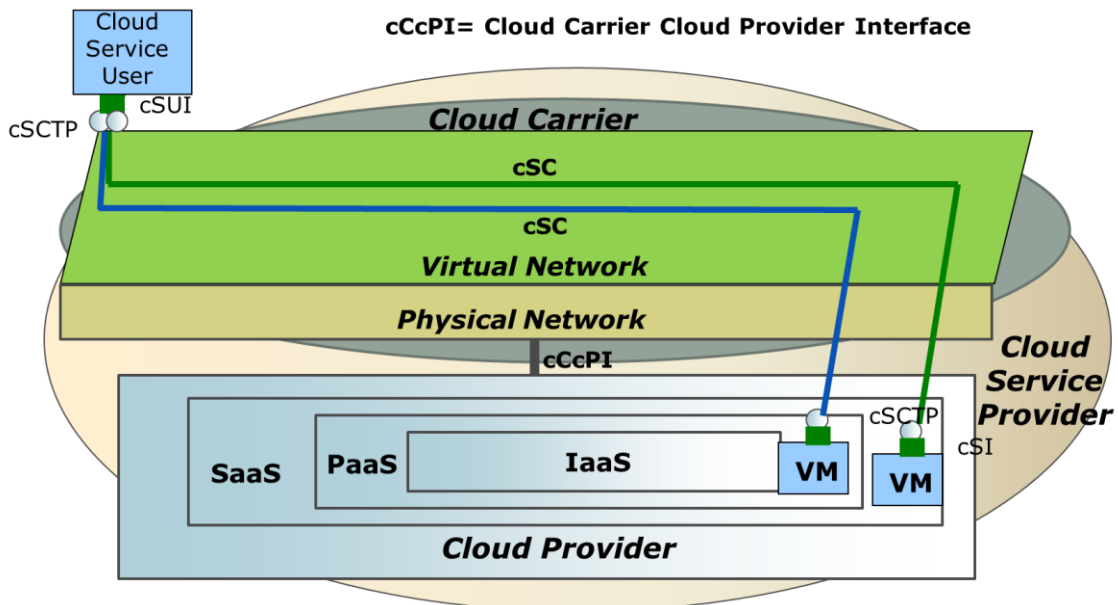 Cloud
Service
User
cCcPI= Cloud Carrier Cloud Provider Interface
cSUI
cSCTP
Cloud Carrier
cSC
cSC
Virtual Network
Physical Network
cCcPI
Cloud
Service
Provider
cSCTP
cSI
SaaS
PaaS
IaaS
VM
VM
Cloud Provider